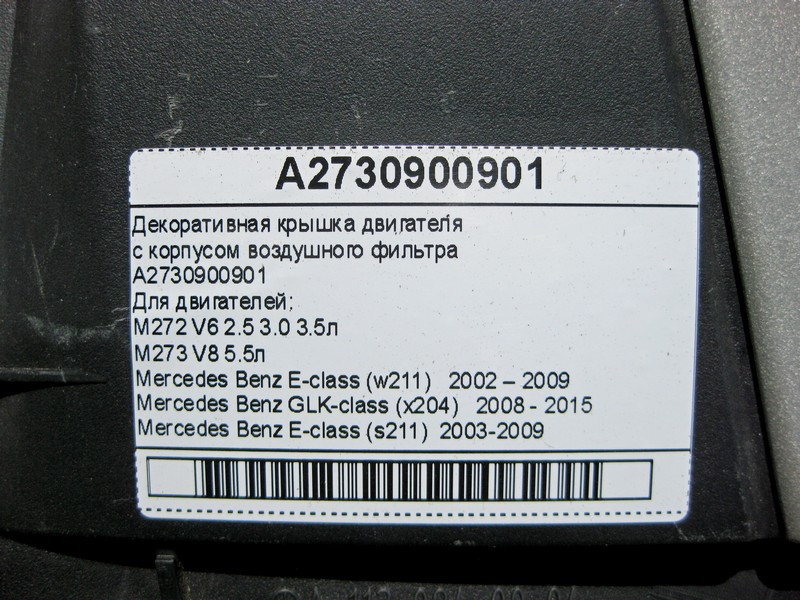 A2730900901
Декоративная крышка двигателя
с корпусом воздушного фильтра
A2730900901
Для двигателей:
M272 V6 2.5 3.0 3.5л
M273 V8 5.5л
Mercedes Benz E-class (w211) 2002 – 2009
Mercedes Benz GLK-class (x204) 2008 - 2015
Mercedes Benz E-class (s211) 2003-2009